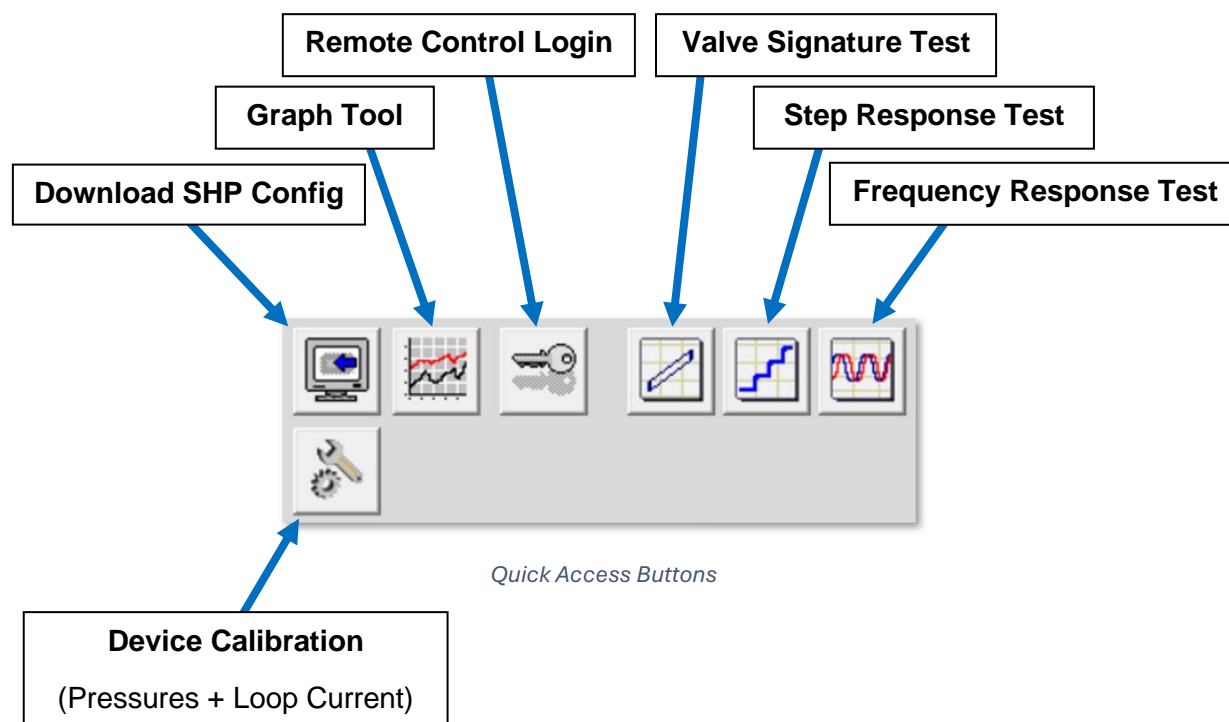 Remote Control Login
Valve Signature Test
Graph Tool
Step Response Test
Download SHP Config
Frequency Response Test
Quick Access Buttons
Device Calibration
(Pressures + Loop Current)